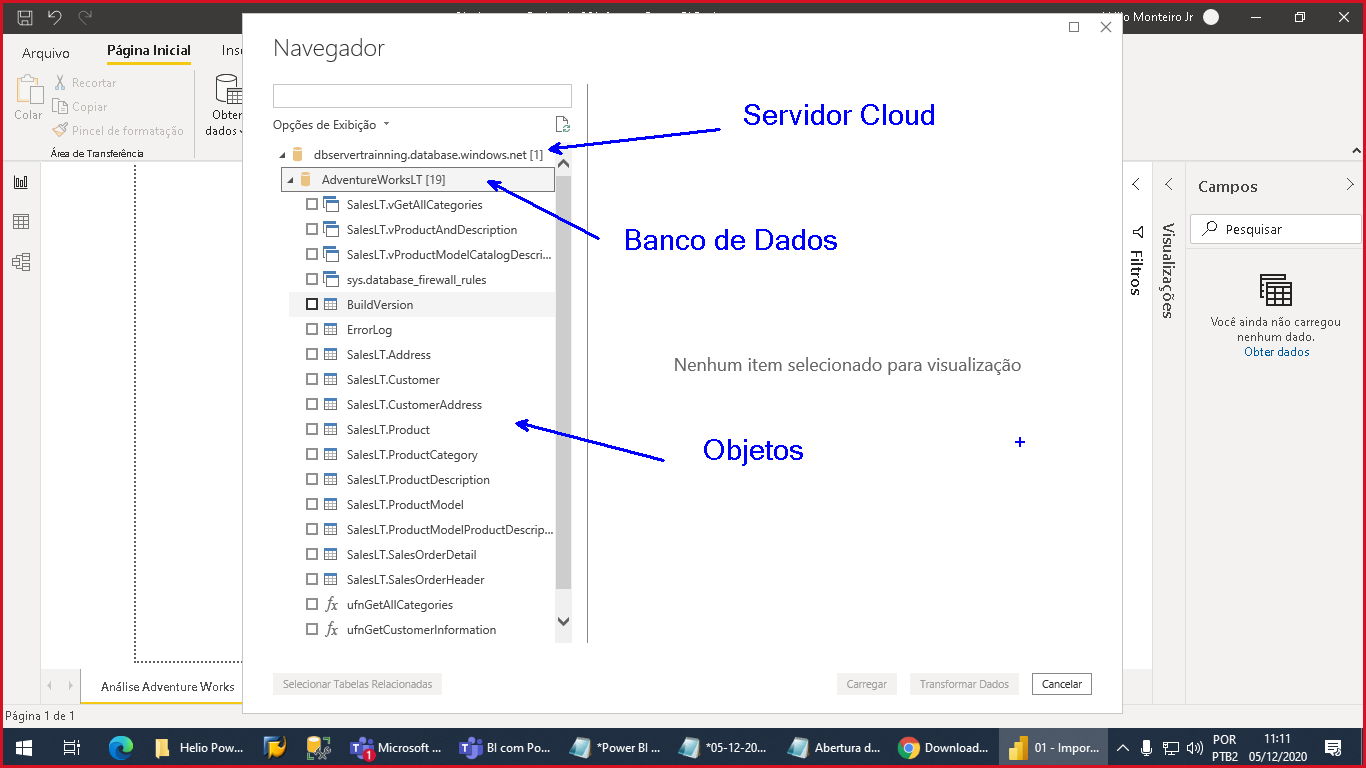 Monteiro Jr
Arquivo
Página Inicial
Colar
Recortar
Copiar
Pincel de formatação
Área de Transferência
Obter
dados
Navegador
Opções de Exibição
dbservertrainning.database.windows.net [1]
AdventureWorksLT [19]
SalesLT.vGetAllCategories
SalesLT.vProductAndDescription
SalesLT.vProductModelCatalogDescri...
sys.database_firewall_rules
BuildVersion
ErrorLog
SalesLT.Address
SalesLT.Customer
SalesLT.CustomerAddress
SalesLT.Product
SalesLT.ProductCategory
SalesLT.ProductDescription
SalesLT.ProductModel
SalesLT.ProductModelProductDescrip...
SalesLT.SalesOrderDetail
SalesLT.SalesOrderHeader
ufnGetAllCategories
ufnGetCustomerInformation
Servidor Cloud
Banco de Dados
Objetos
Nenhum item selecionado para visualização
Selecionar Tabelas Relacionadas
Carregar
Transformar Dados
Cancelar
Filtros
Visualizações
Campos
Pesquisar
Você ainda não carregou
nenhum dado.
Obter dados
Análise Adventure Works
Página 1 de 1
Helio Pow...
Microsoft ...
1
BI com Po...
*Power BI ...
*05-12-20...
Abertura d...
Download...
01 - Impor...
POR
PTB2
11:11
05/12/2020